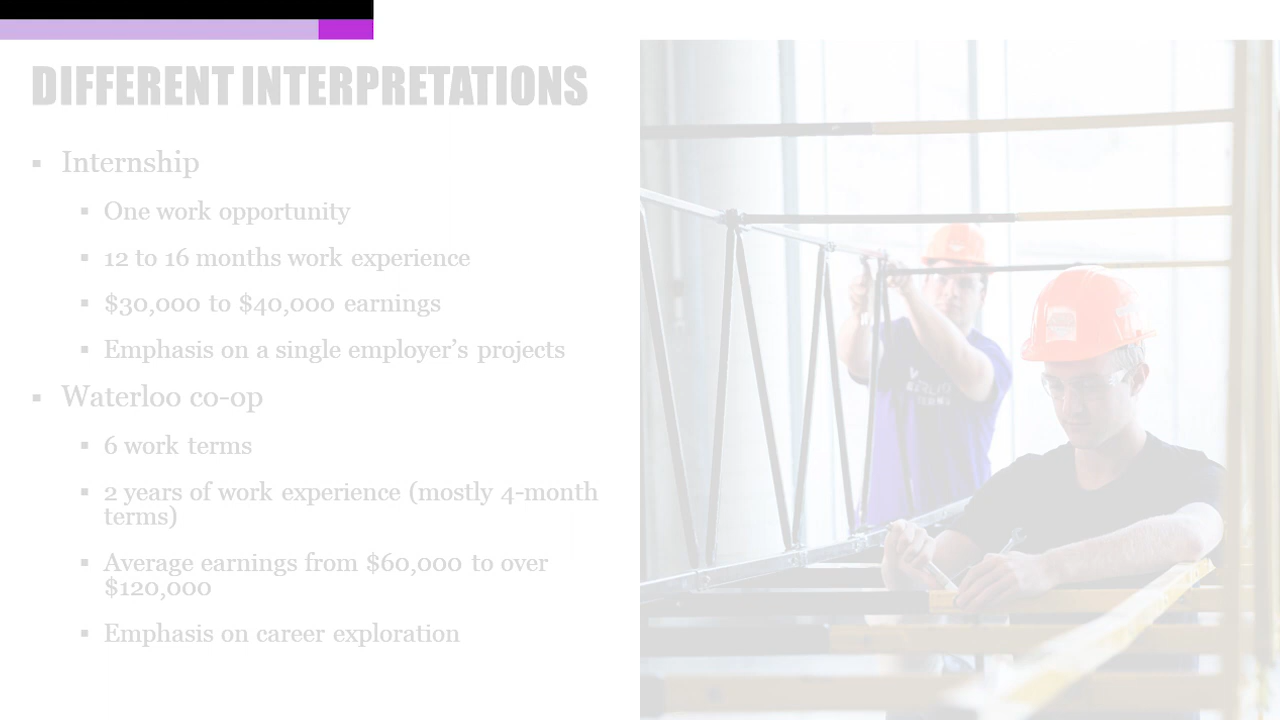 DIFFERENT INTERPRETATIONS
▪ Internship
▪ One work opportunity
▪ 12 to 16 months work experience
▪ $30,000 to $40,000 earnings
▪ Emphasis on a single employer’s projects
▪ Waterloo co-op
▪ 6 work terms
▪ 2 years of work experience (mostly 4-month
terms)
▪ Average earnings from $60,000 to over
$120,000
▪ Emphasis on career exploration